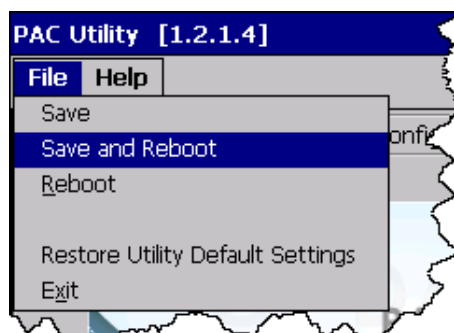 PAC Utility [1.2.1.4]
File Help
Save
Save and Reboot
Reboot
Restore Utility Default Settings
Exit